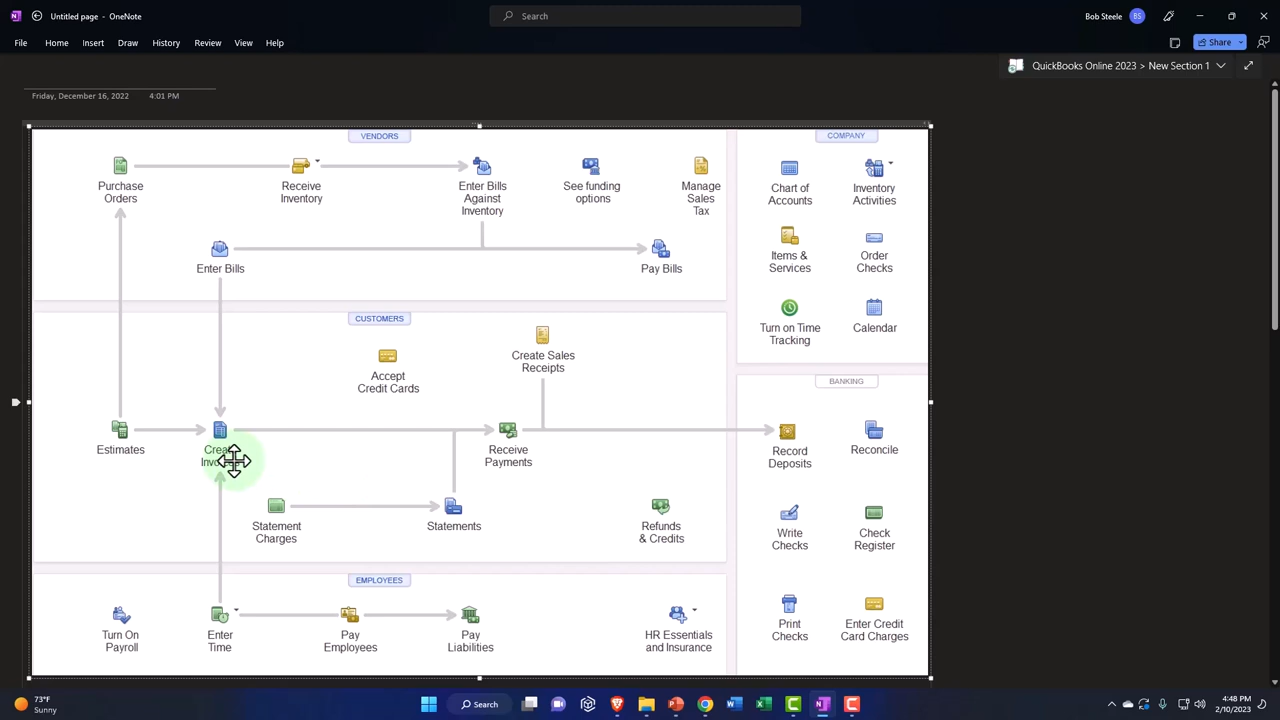 Untitled page - OneNote
Search
Bob Steele
BS
File
Home
Insert
Draw
History
Review
View
Help
Share
QuickBooks Online 2023 > New Section 1
Friday, December 16, 2022
4:01 PM
VENDORS
COMPANY
Purchase
Orders
Receive
Inventory
Enter Bills
Against
Inventory
See funding
options
Manage
Sales
Tax
Chart of
Accounts
Inventory
Activities
Enter Bills
Pay Bills
Items &
Services
Order
Checks
CUSTOMERS
Turn on Time
Tracking
Calendar
Accept
Credit Cards
Create Sales
Receipts
BANKING
Estimates
Receive
Payments
Record
Deposits
Reconcile
Statement
Charges
Statements
Refunds
& Credits
Write
Checks
Check
Register
EMPLOYEES
Turn On
Payroll
Enter
Time
Pay
Employees
Pay
Liabilities
HR Essentials
and Insurance
Print
Checks
Enter Credit
Card Charges
73°F
Sunny
Search
4:48 PM
2/10/2023